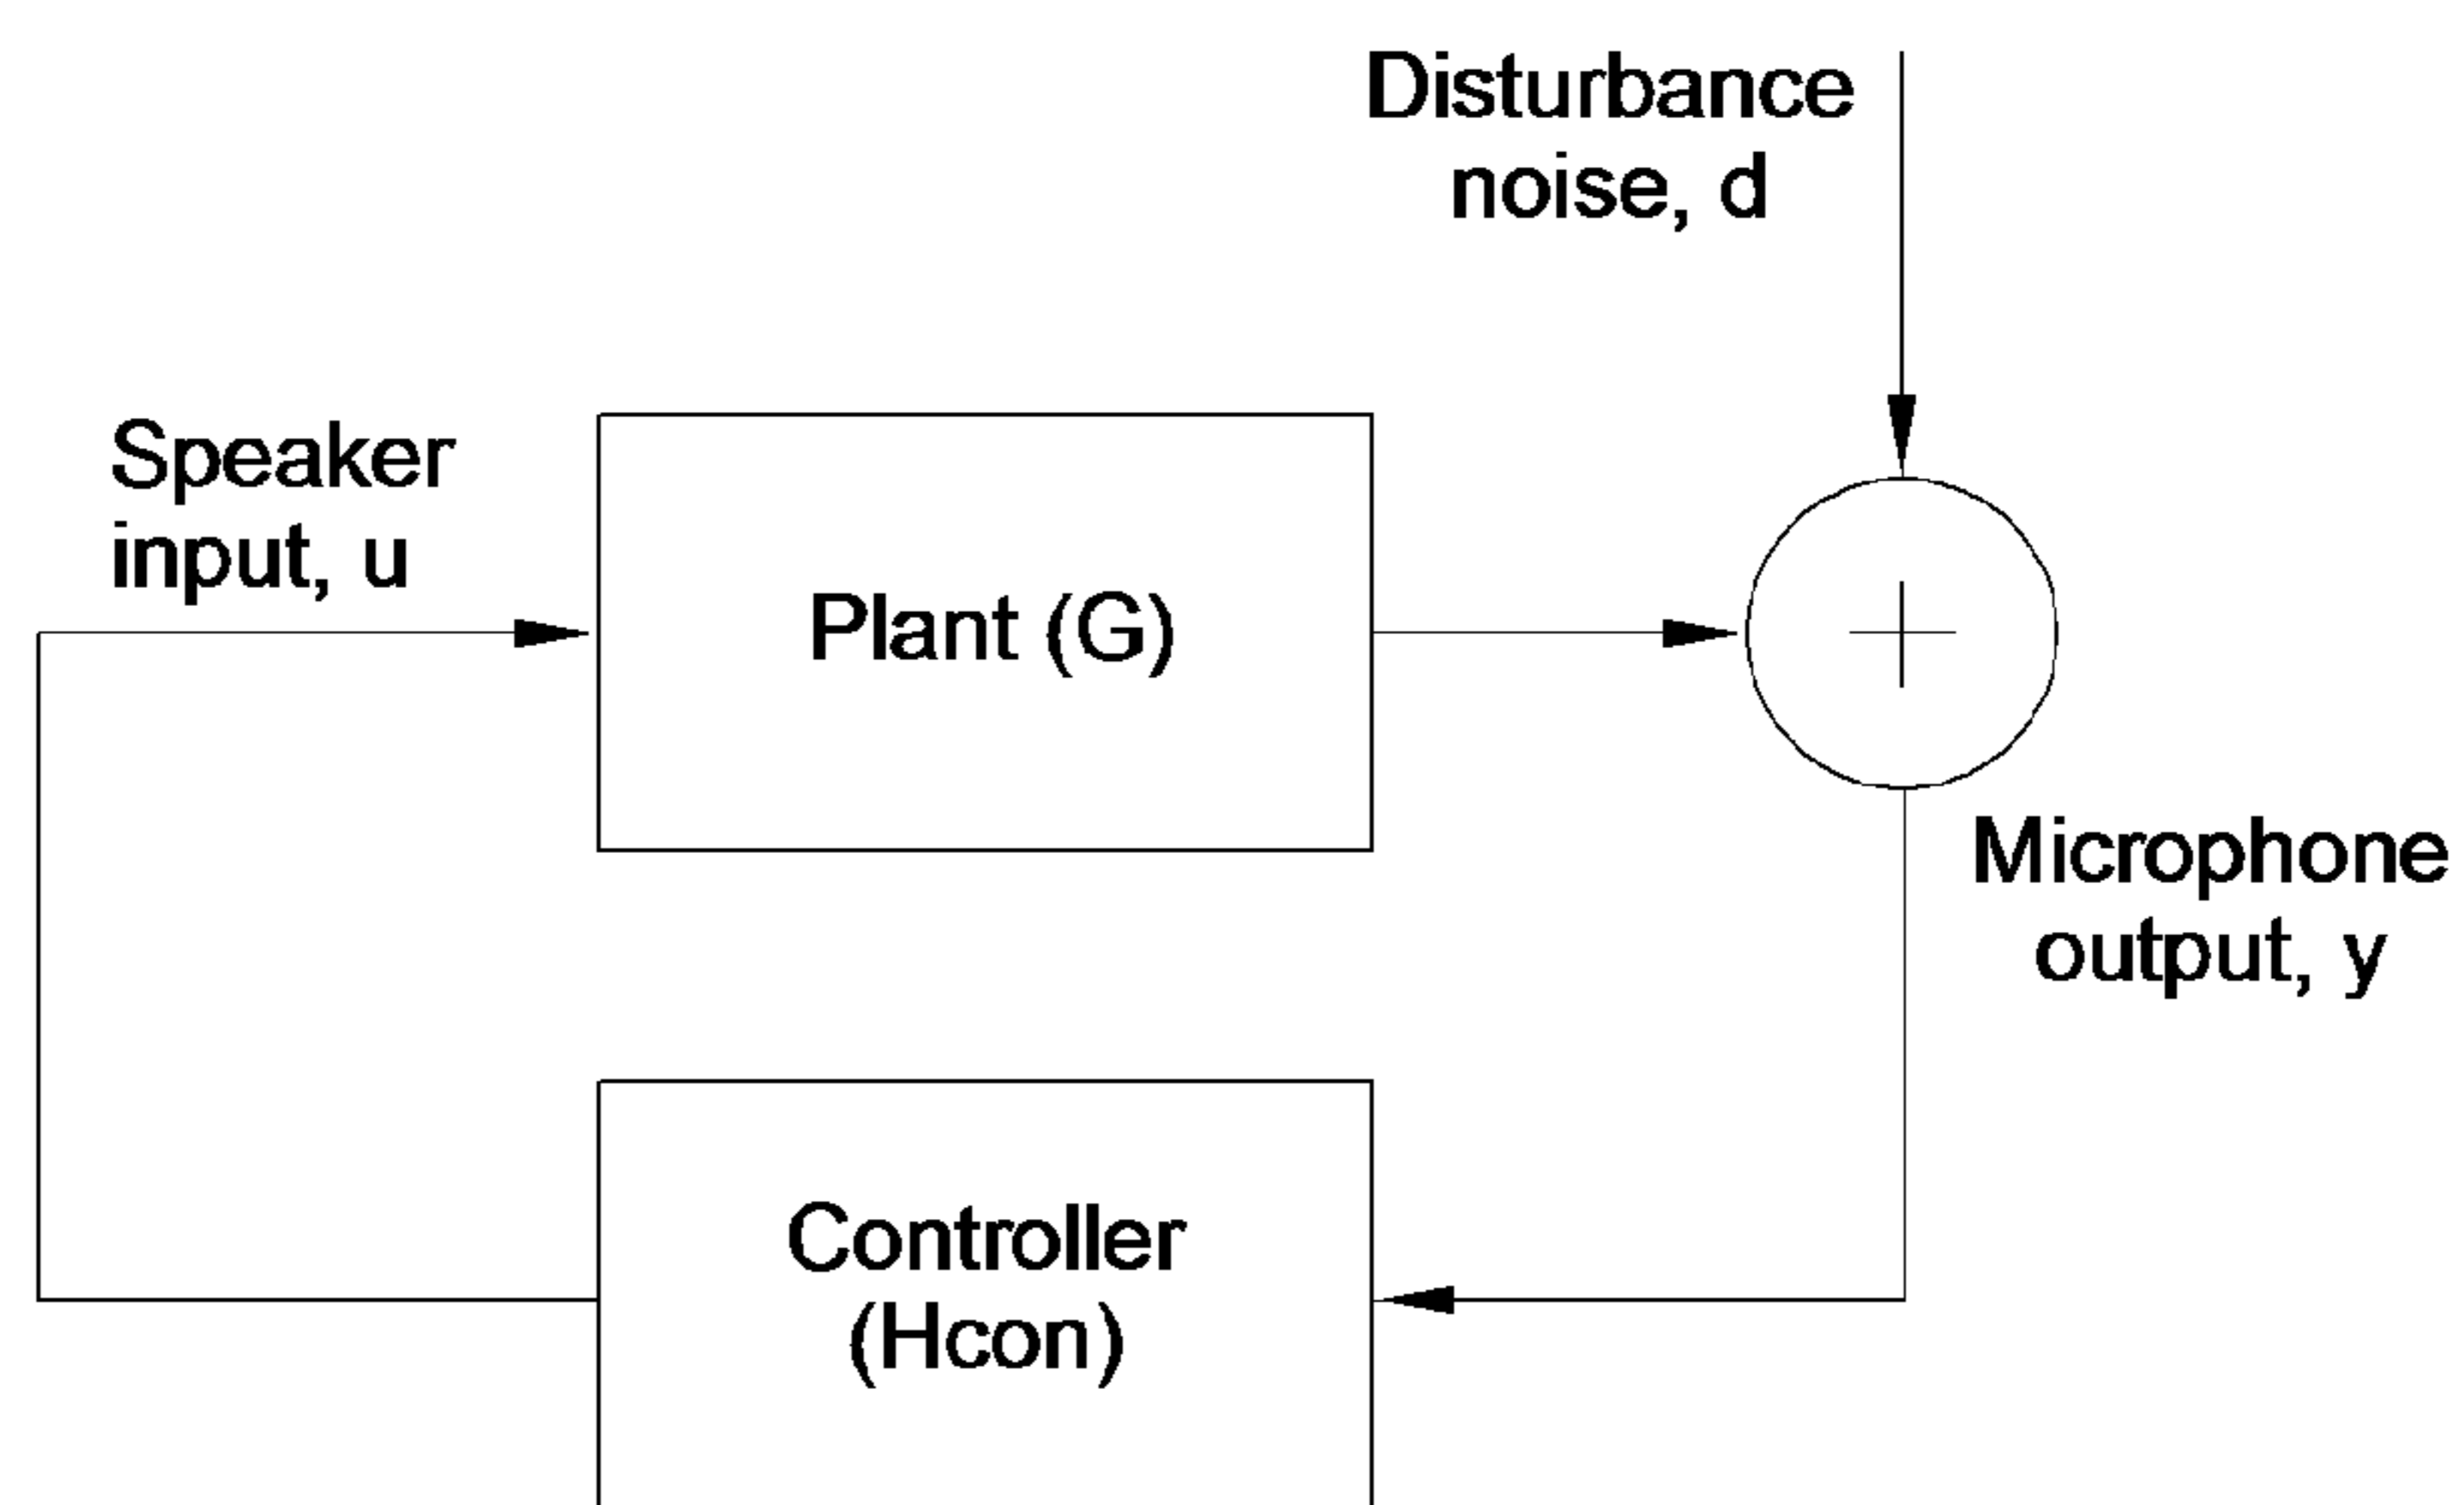 Disturbance
noise, d
Speaker
input, u
Plant (G)
Microphone
output, y
Controller
(Hcon)